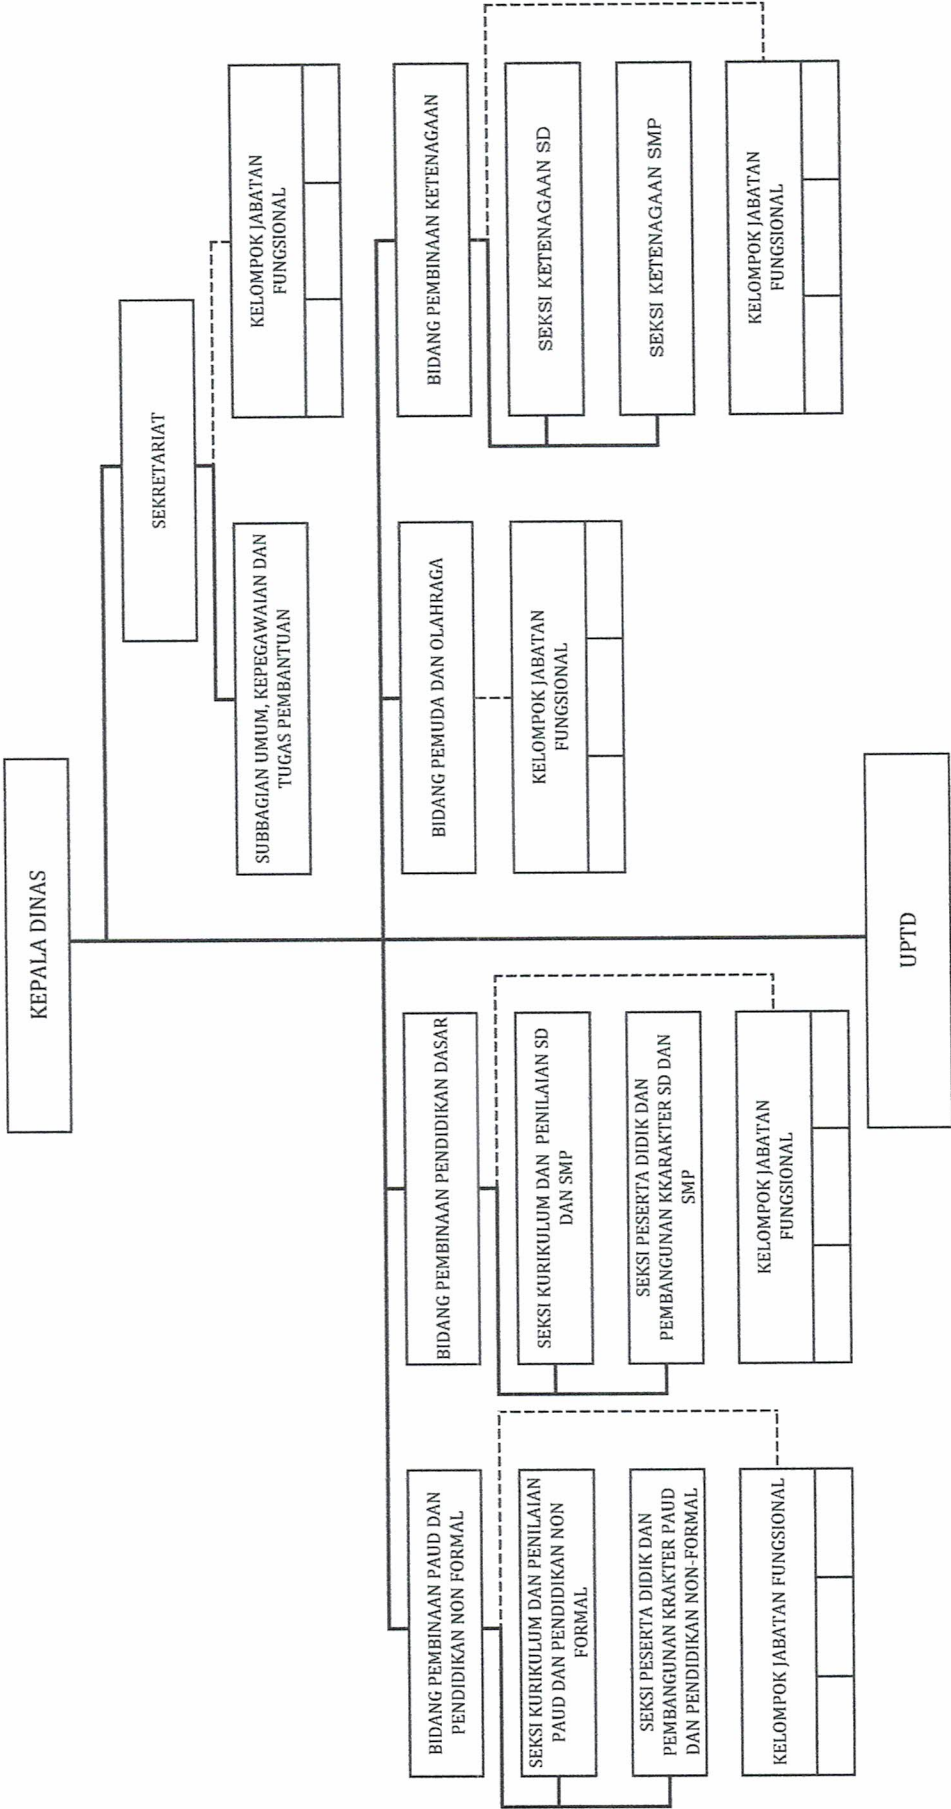 KEPALA DINAS
SEKRETARIAT
SUBBAGIAN UMUM, KEPEGAWAIAN DAN
TUGAS PEMBANTUAN
KELOMPOK JABATAN
FUNGSIONAL
BIDANG PEMBINAAN PAUD DAN
PENDIDIKAN NON FORMAL
SEKSI KURIKULUM DAN PENILAIAN
PAUD DAN PENDIDIKAN NON
FORMAL
SEKSI PESERTA DIDIK DAN
PEMBANGUNAN KRAKTER PAUD
DAN PENDIDIKAN NON-FORMAL
KELOMPOK JABATAN FUNGSIONAL
BIDANG PEMBINAAN PENDIDIKAN DASAR
SEKSI KURIKULUM DAN PENILAIAN SD
DAN SMP
SEKSI PESERTA DIDIK DAN
PEMBANGUNAN KKARAKTER SD DAN
SMP
KELOMPOK JABATAN
FUNGSIONAL
BIDANG PEMUDA DAN OLAHRAGA
KELOMPOK JABATAN
FUNGSIONAL
BIDANG PEMBINAAN KETENAGAAN
SEKSI KETENAGAAN SD
SEKSI KETENAGAAN SMP
KELOMPOK JABATAN
FUNGSIONAL
UPTD